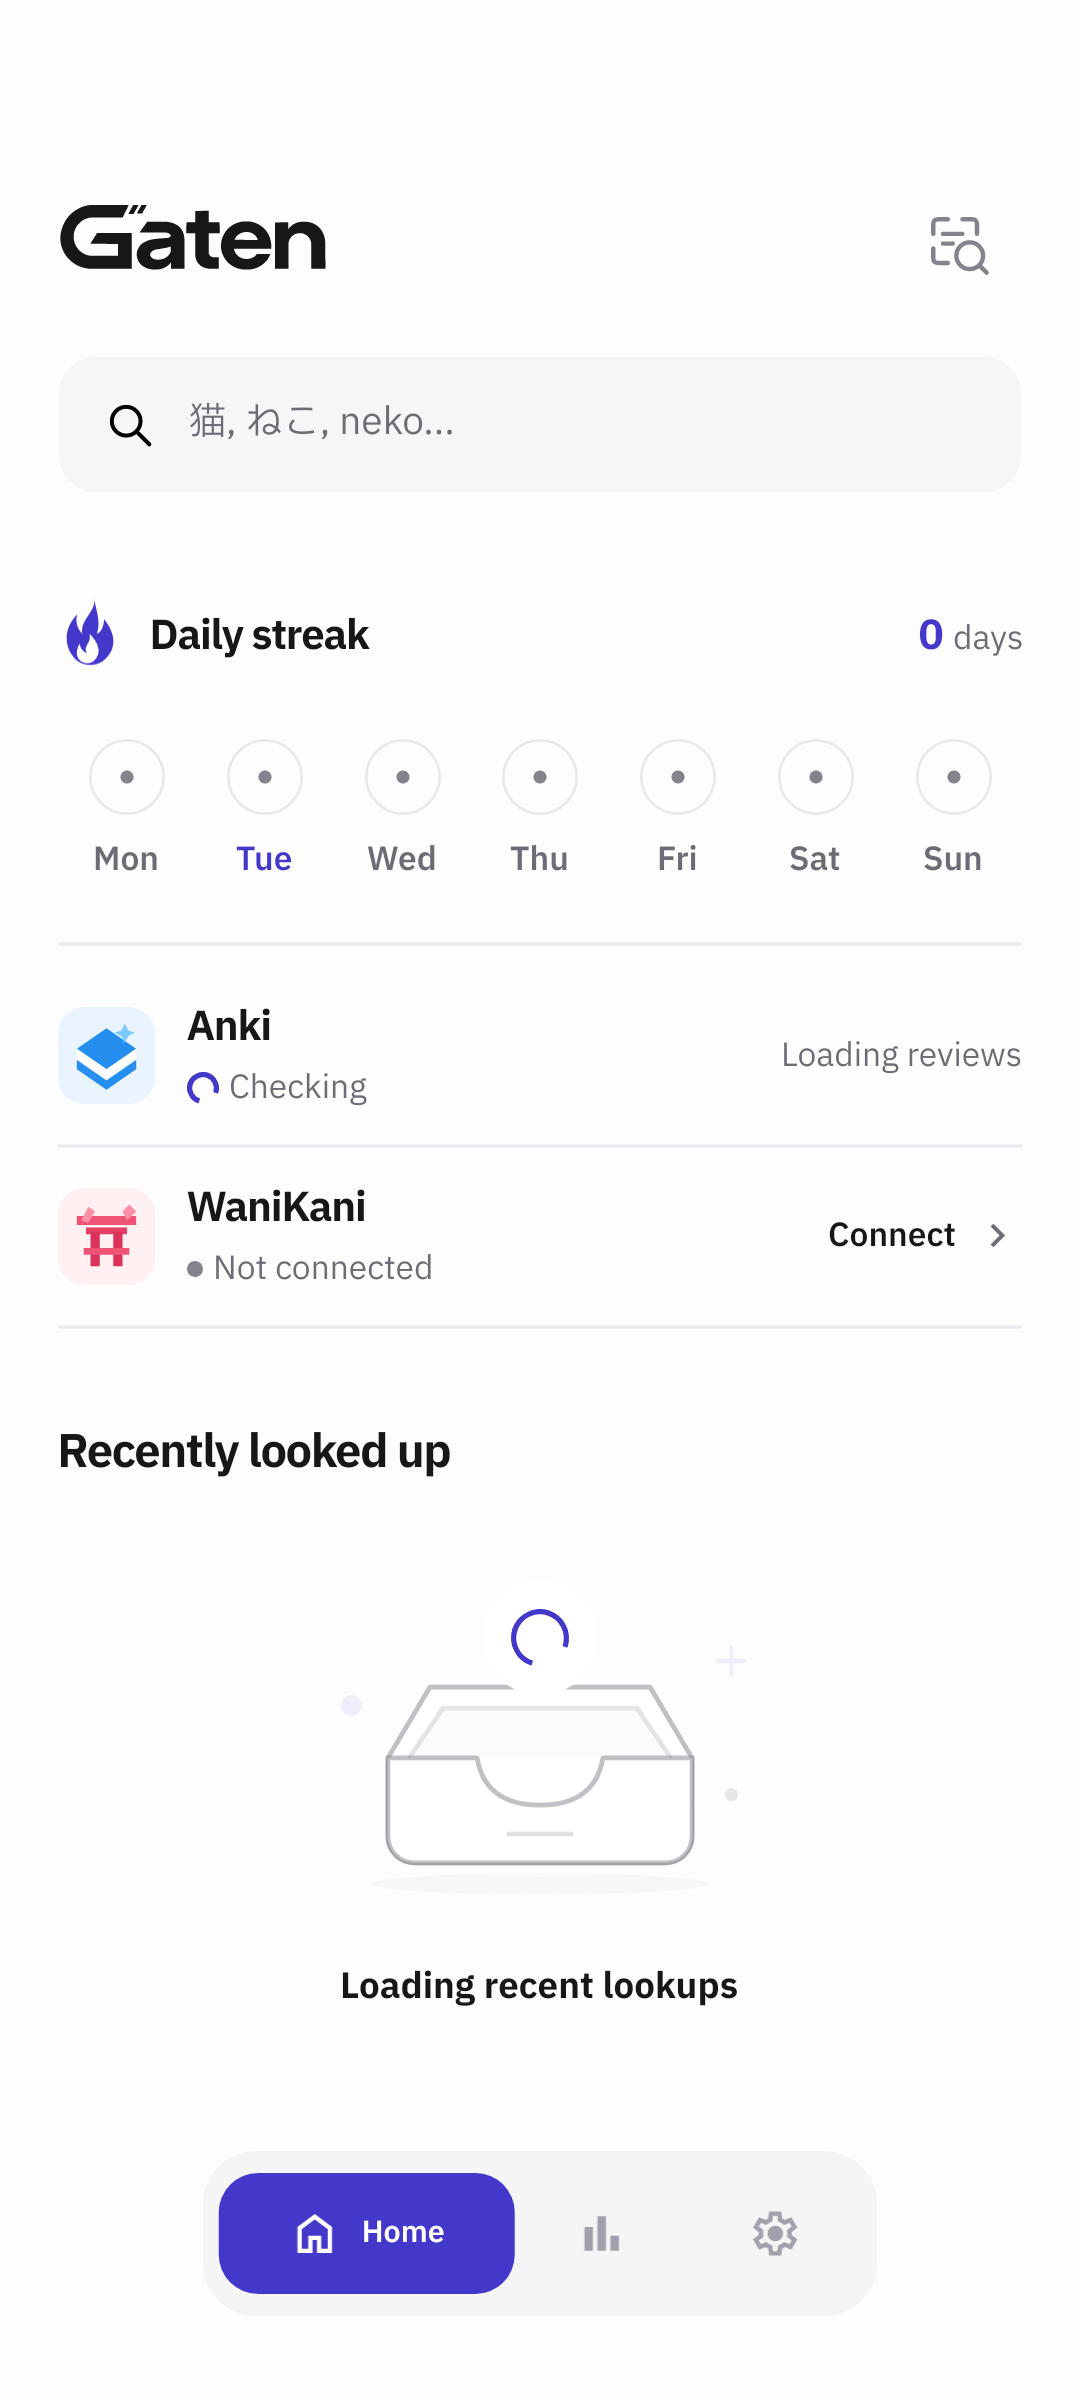 Gaten
猫, ねこ, neko...
Daily streak
0 days
Mon Tue Wed Thu Fri Sat Sun
Anki
Checking
Loading reviews
WaniKani
Not connected
Connect
Recently looked up
Loading recent lookups
Home